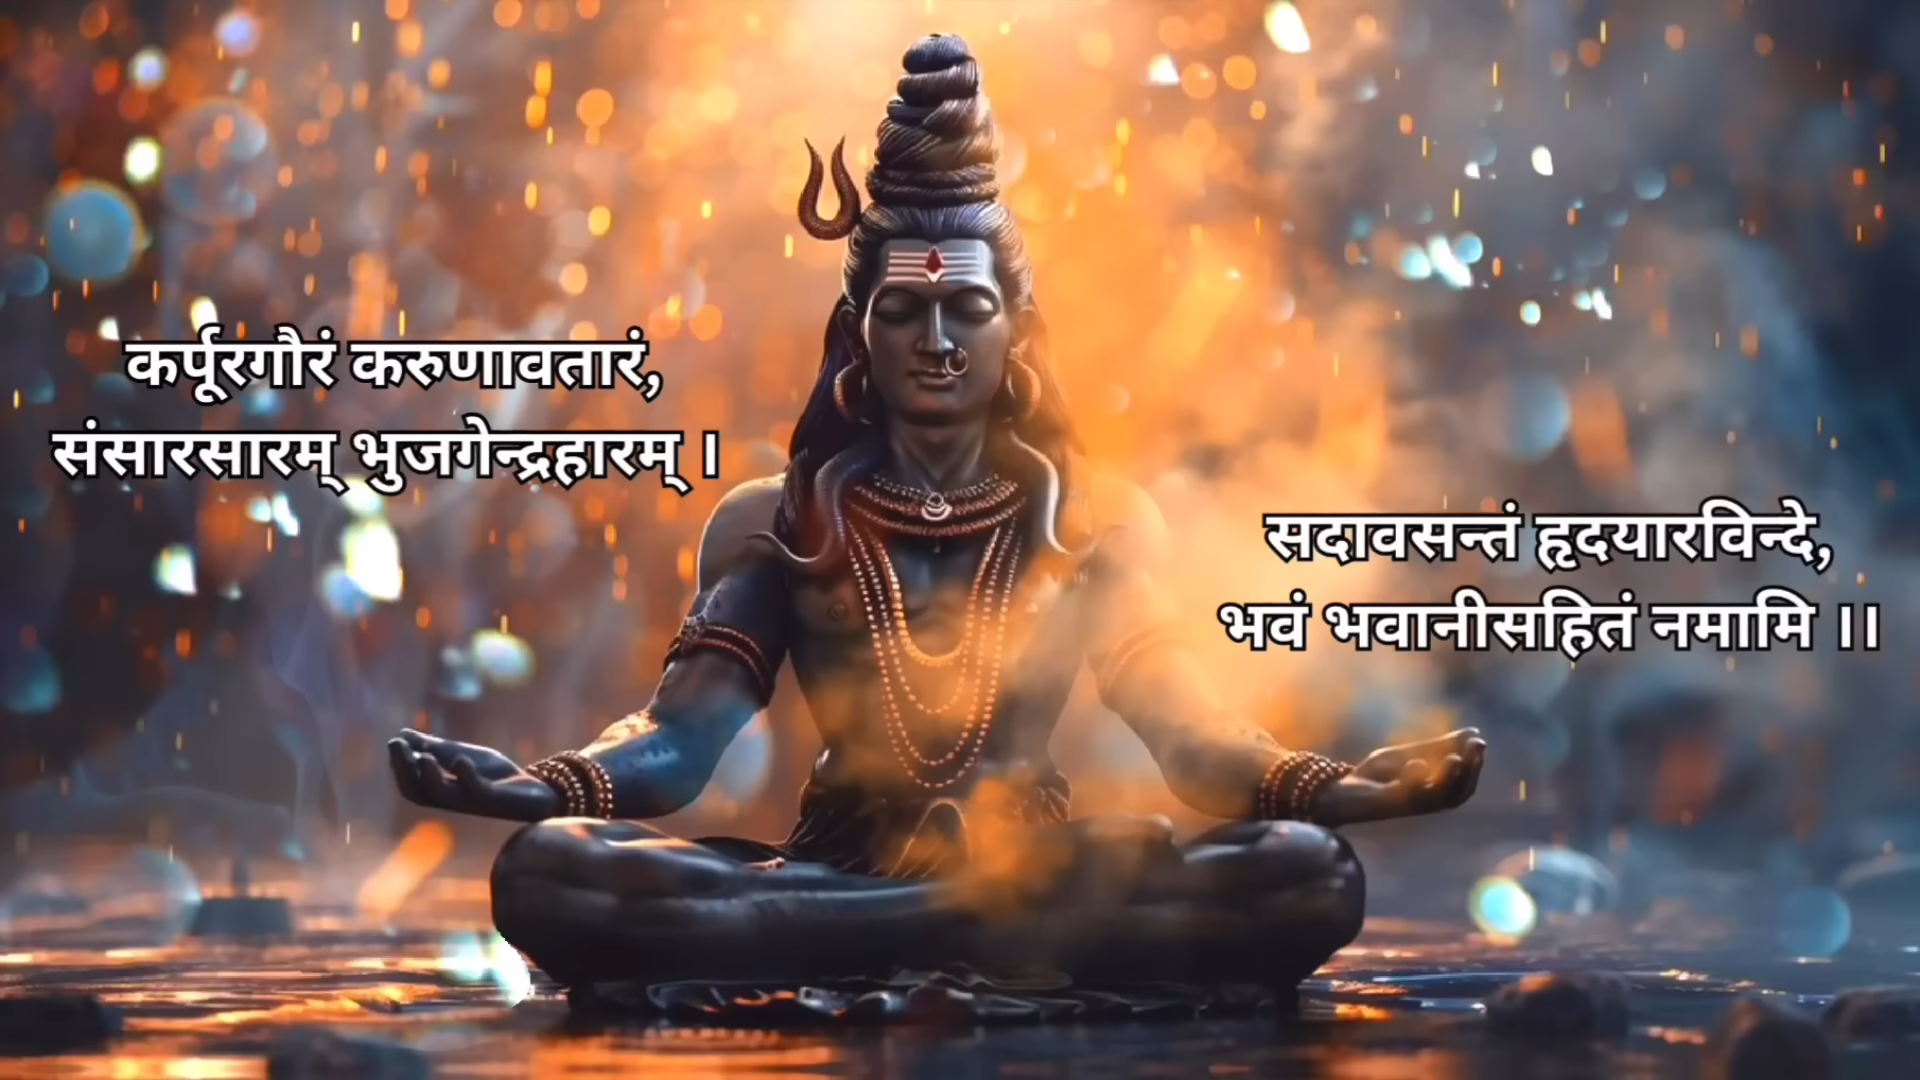 कर्पूरगौरं करुणावतारं,
संसारसारम् भुजगेन्द्रहारम् ।
सदावसन्तं हृदयारविन्दे,
भवं भवानीसहितं नमामि ।।